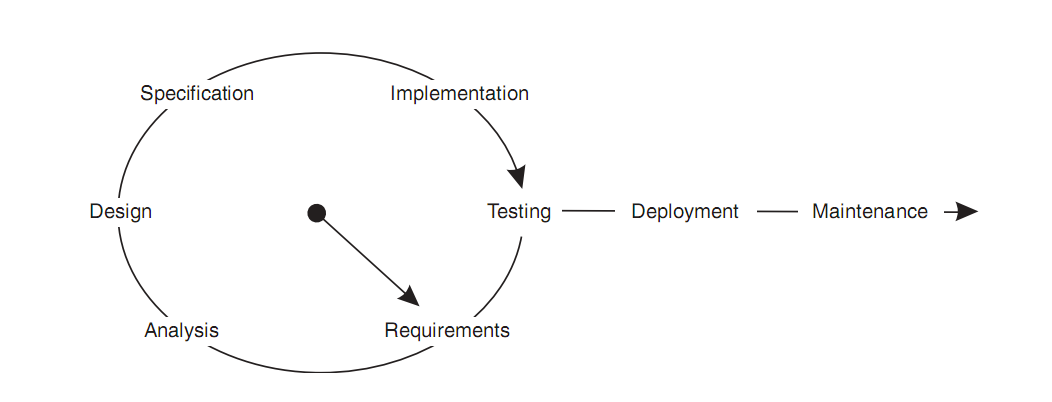 Specification
Implementation
Design
Testing
Deployment
Maintenance
Analysis
Requirements